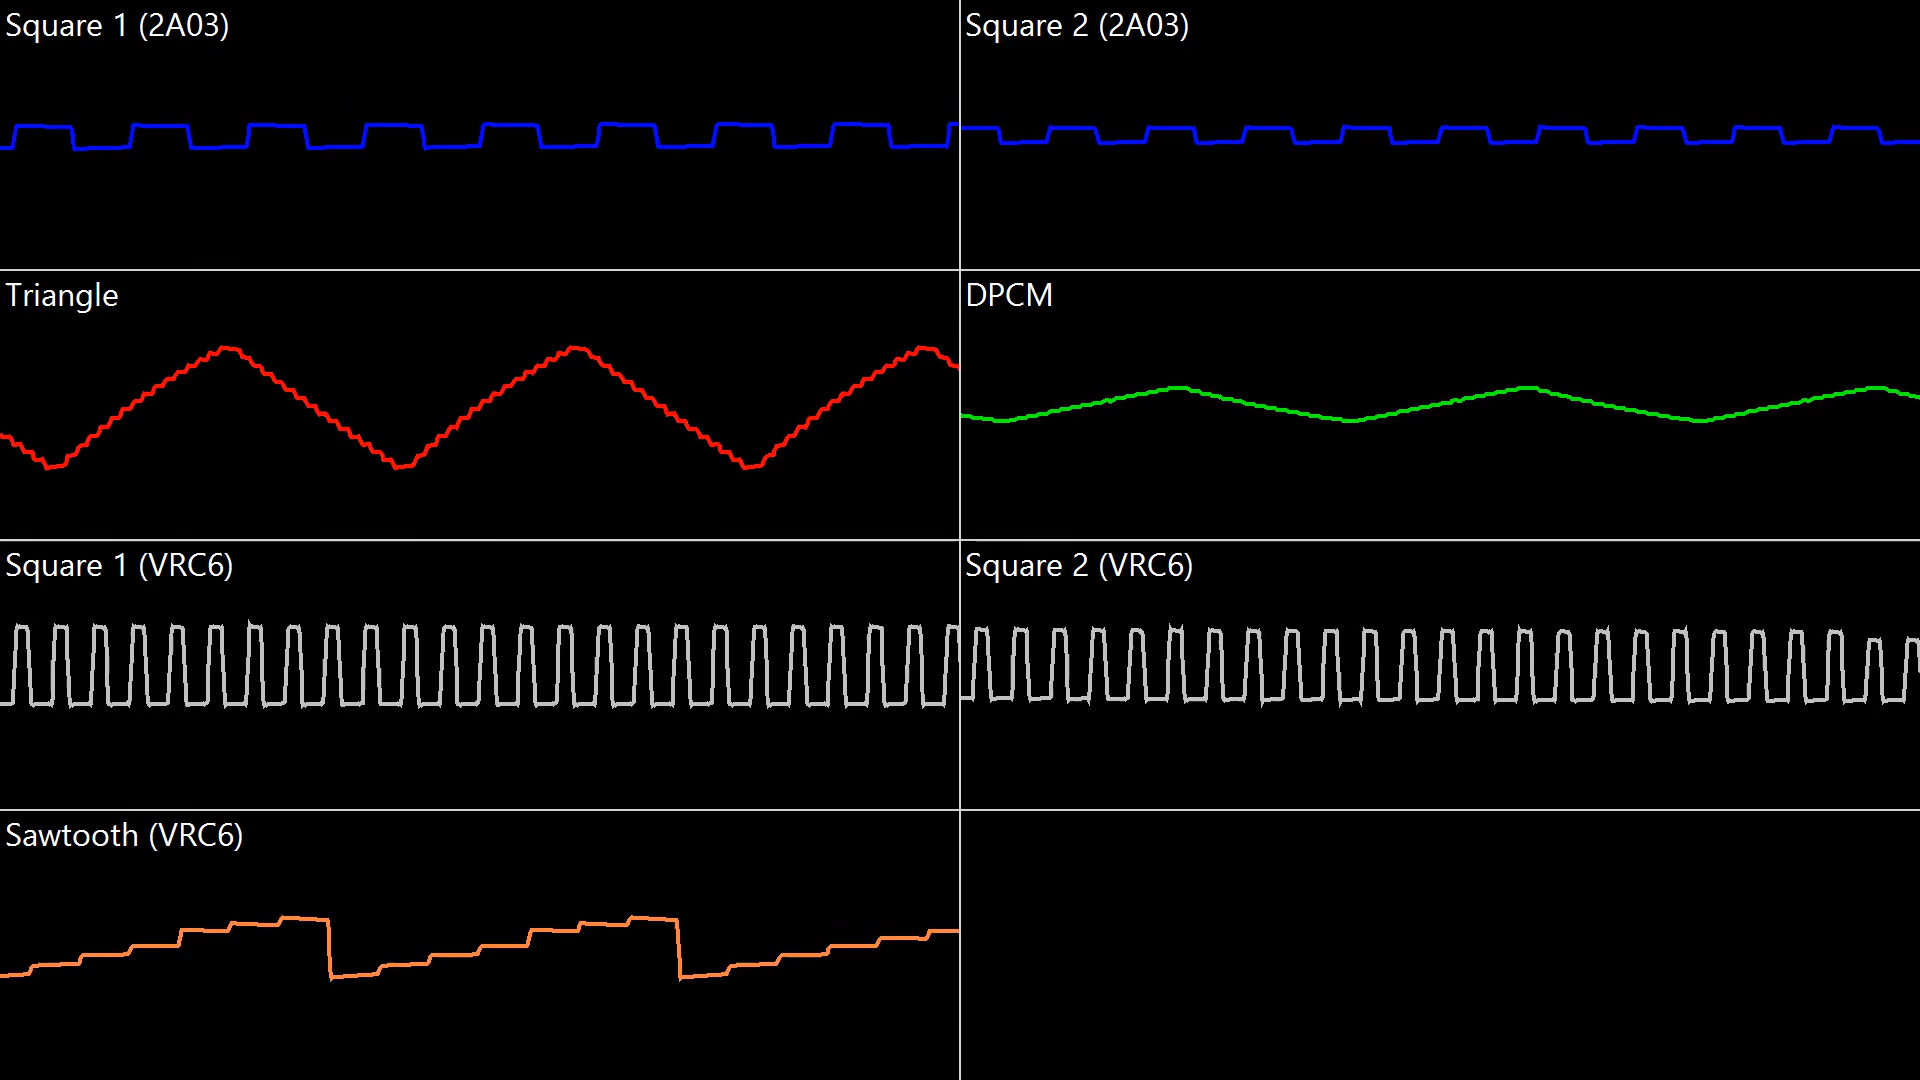 Square 1 (2A03)
Square 2 (2A03)
Triangle
DPCM
Square 1 (VRC6)
Square 2 (VRC6)
Sawtooth (VRC6)